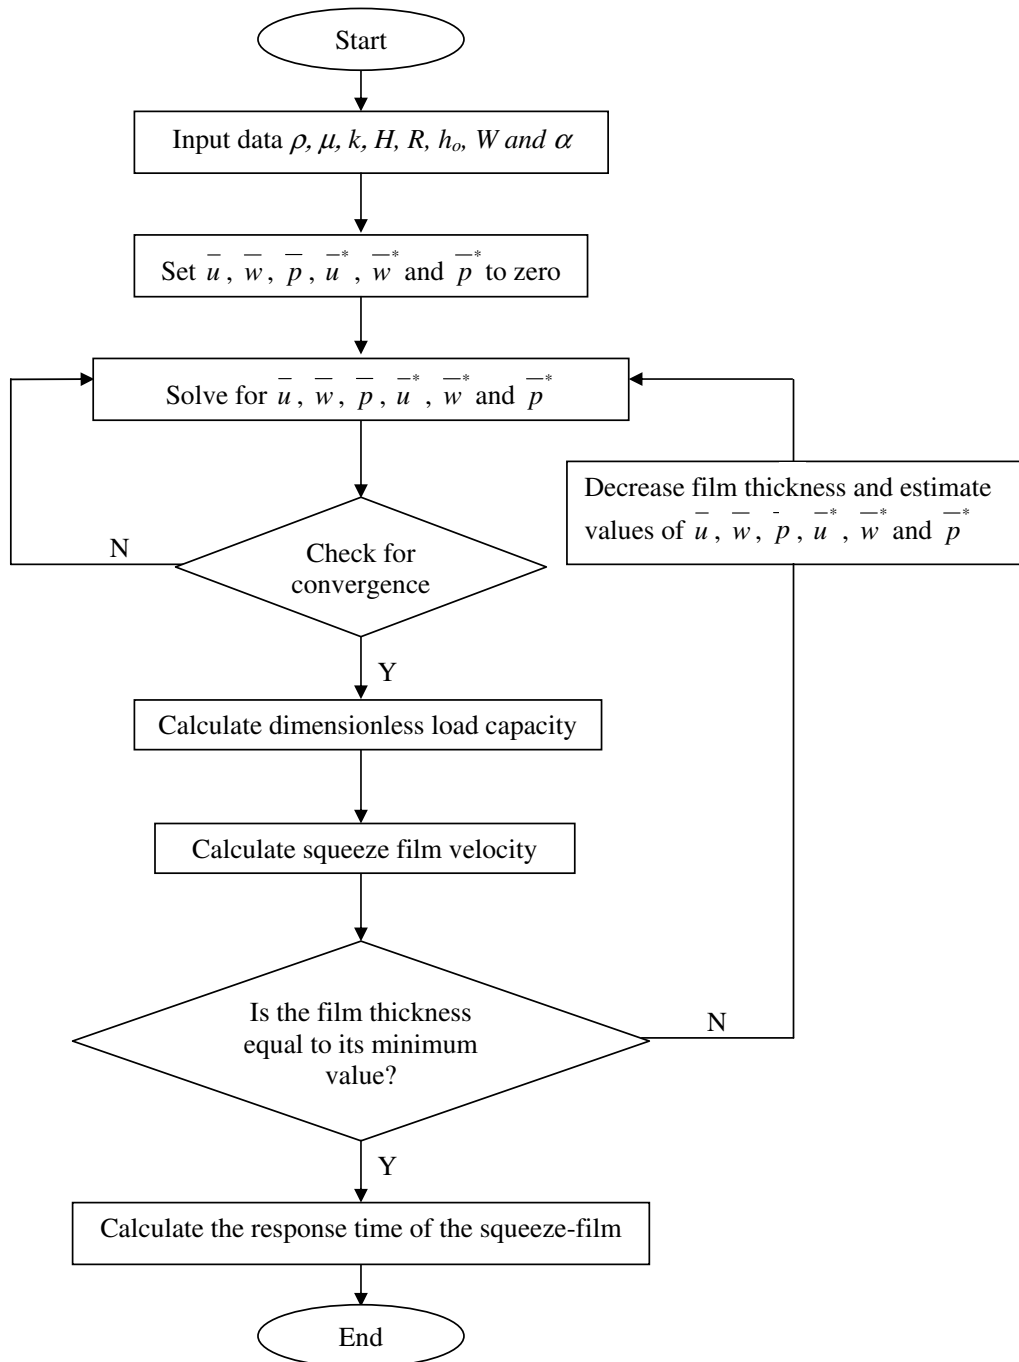 Start
Input data ρ, μ, k, H, R, hₒ, W and α
Set u̅ , w̅ , p̅ , u̅* , w̅* and p̅* to zero
Solve for u̅ , w̅ , p̅ , u̅* , w̅* and p̅*
Decrease film thickness and estimate
values of u̅ , w̅ , p̅ , u̅* , w̅* and p̅*
N
Check for
convergence
Y
Calculate dimensionless load capacity
Calculate squeeze film velocity
Is the film thickness
equal to its minimum
value?
N
Y
Calculate the response time of the squeeze-film
End